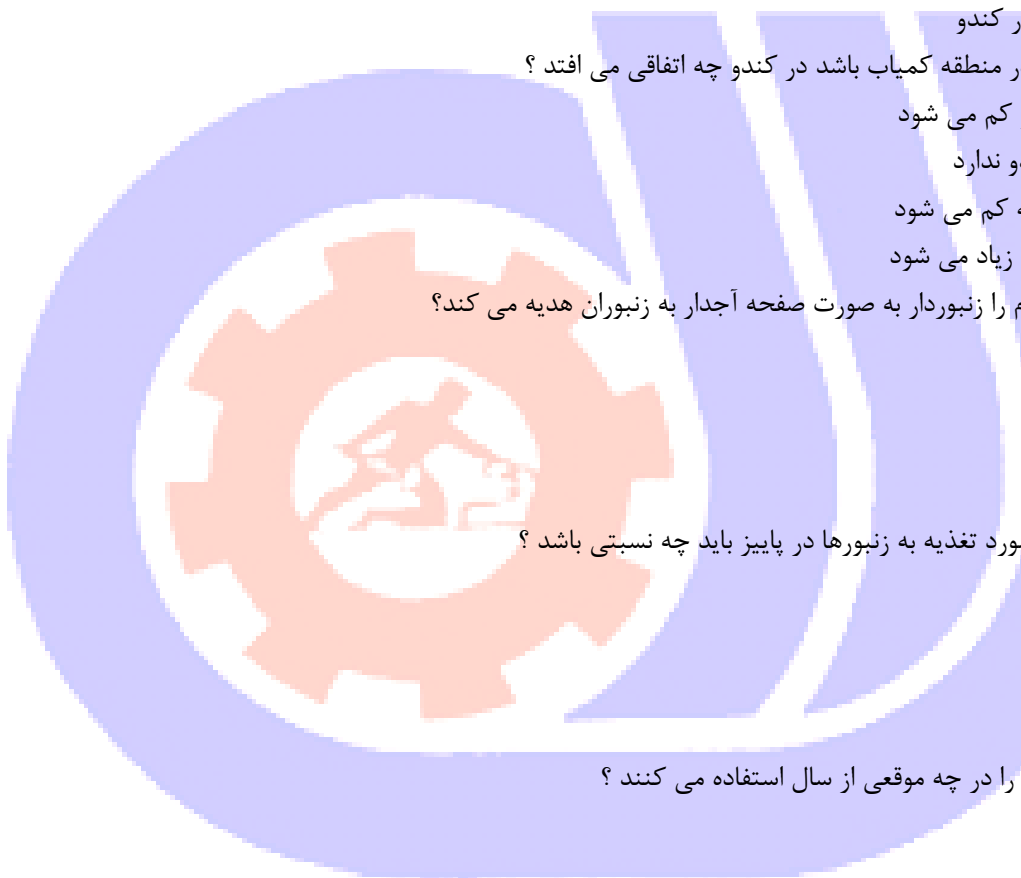 ر کندو
ر منطقه کمیاب باشد در کندو چه اتفاقی می افتد ؟
کم می شود
و ندارد
ه کم می شود
زیاد می شود
م را زنبوردار به صورت صفحه آجدار به زنبوران هدیه می کند؟
ورد تغذیه به زنبورها در پاییز باید چه نسبتی باشد ؟
را در چه موقعی از سال استفاده می کنند ؟